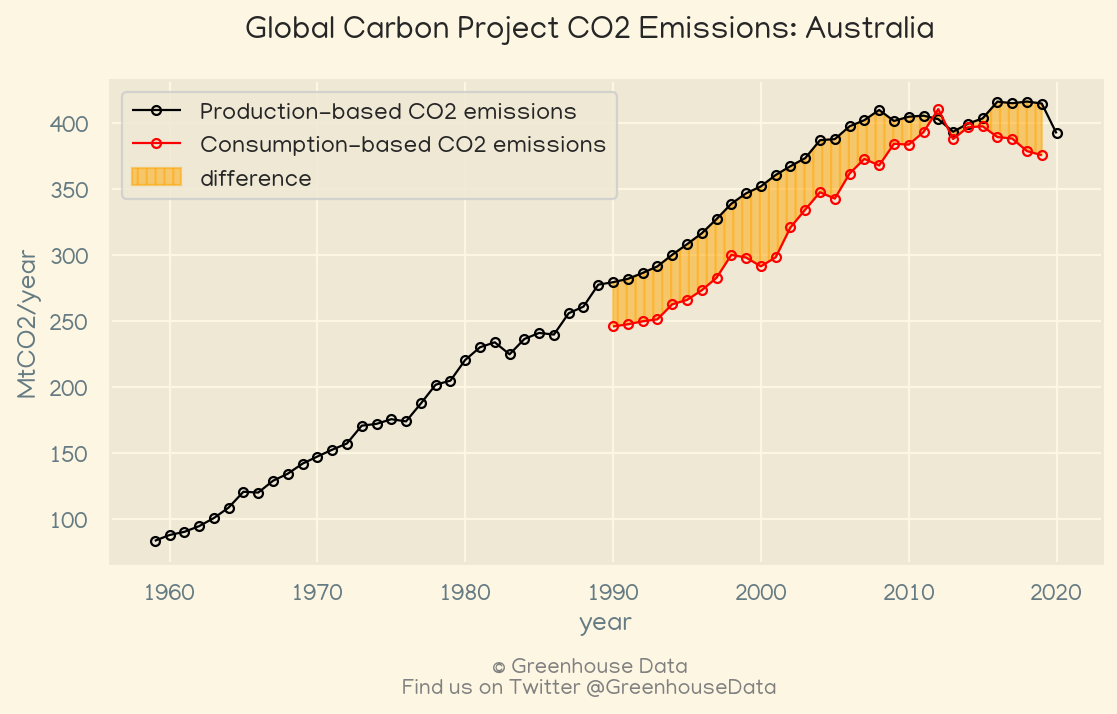 Global Carbon Project CO2 Emissions: Australia
Production-based CO2 emissions
Consumption-based CO2 emissions
difference
MtCO2/year
400
350
300
250
200
150
100
1960 1970 1980 1990 2000 2010 2020
year
© Greenhouse Data
Find us on Twitter @GreenhouseData